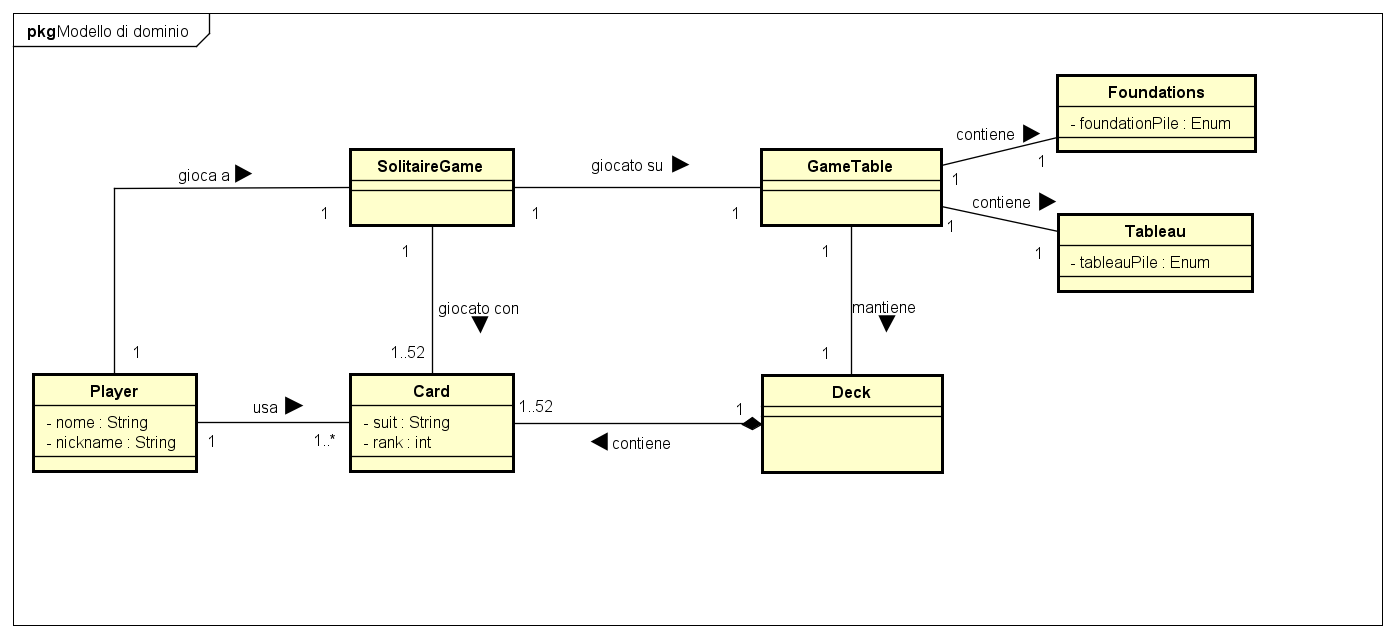 pkgModello di dominio
Foundations
- foundationPile : Enum
contiene
1
1
SolitaireGame
gioca a
giocato su
GameTable
contiene
1
1
1
1
1
Tableau
- tableauPile : Enum
1
giocato con
1..52
1
mantiene
1
1
Player
- nome : String
- nickname : String
usa
1
1..*
Card
- suit : String
- rank : int
1..52
1
contiene
Deck